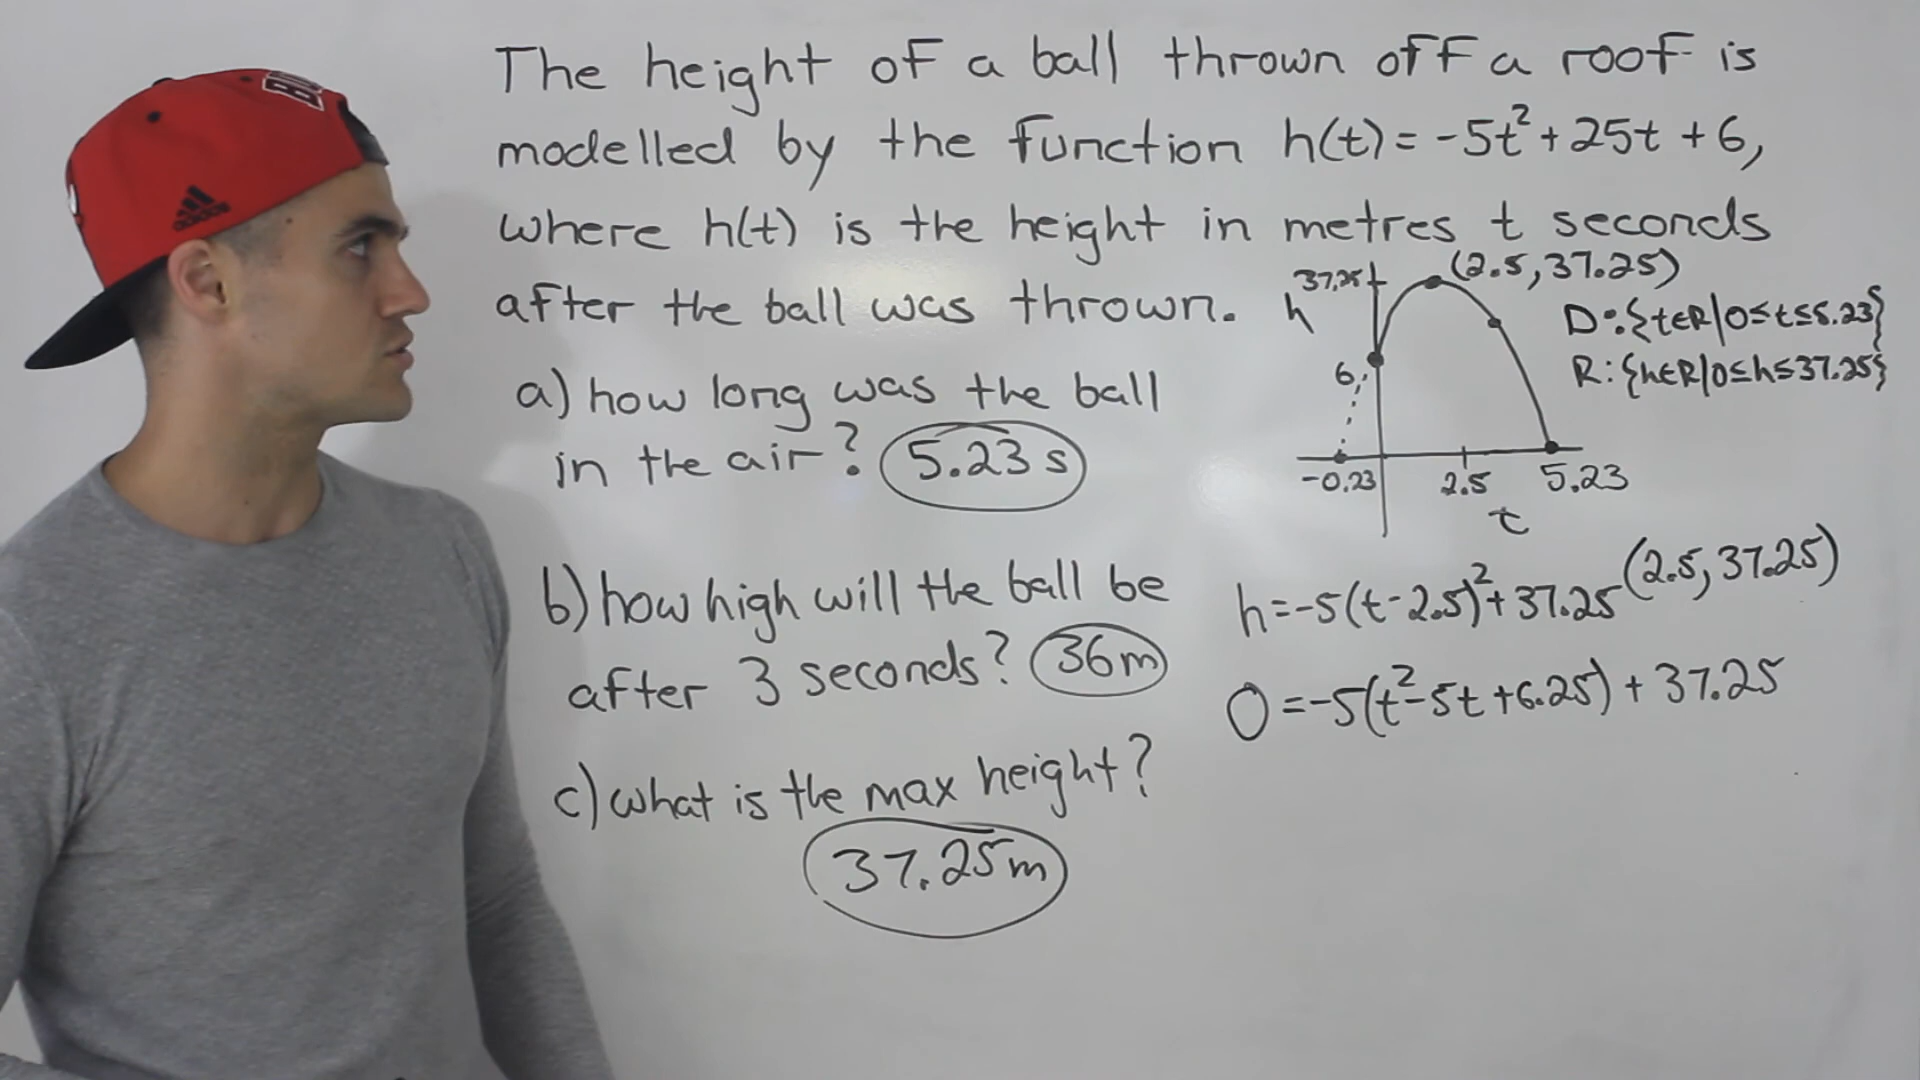 The height of a ball thrown off a roof is
modelled by the function h(t) = -5t² + 25t + 6,
where h(t) is the height in metres t seconds
after the ball was thrown.
a) how long was the ball
in the air? 5.23 s
b) how high will the ball be
after 3 seconds? 36m
c) what is the max height?
37.25m
37.25
(2.5, 37.25)
h
6
-0.23
2.5
5.23
t
D: {t∈R|0≤t≤5.23}
R: {h∈R|0≤h≤37.25}
h = -5(t - 2.5)² + 37.25 (2.5, 37.25)
0 = -5(t² - 5t + 6.25) + 37.25
adidas